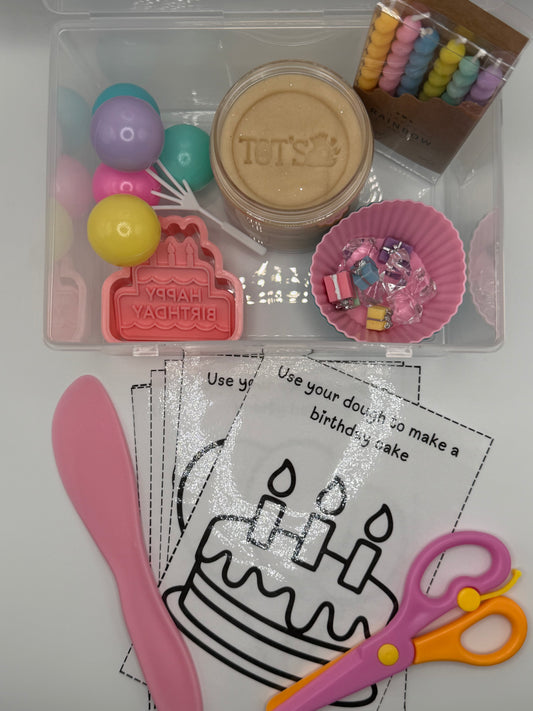 TOT'S
RAINBOW
HAPPY
BIRTHDAY
Use yo
Use your dough to make a
birthday cake